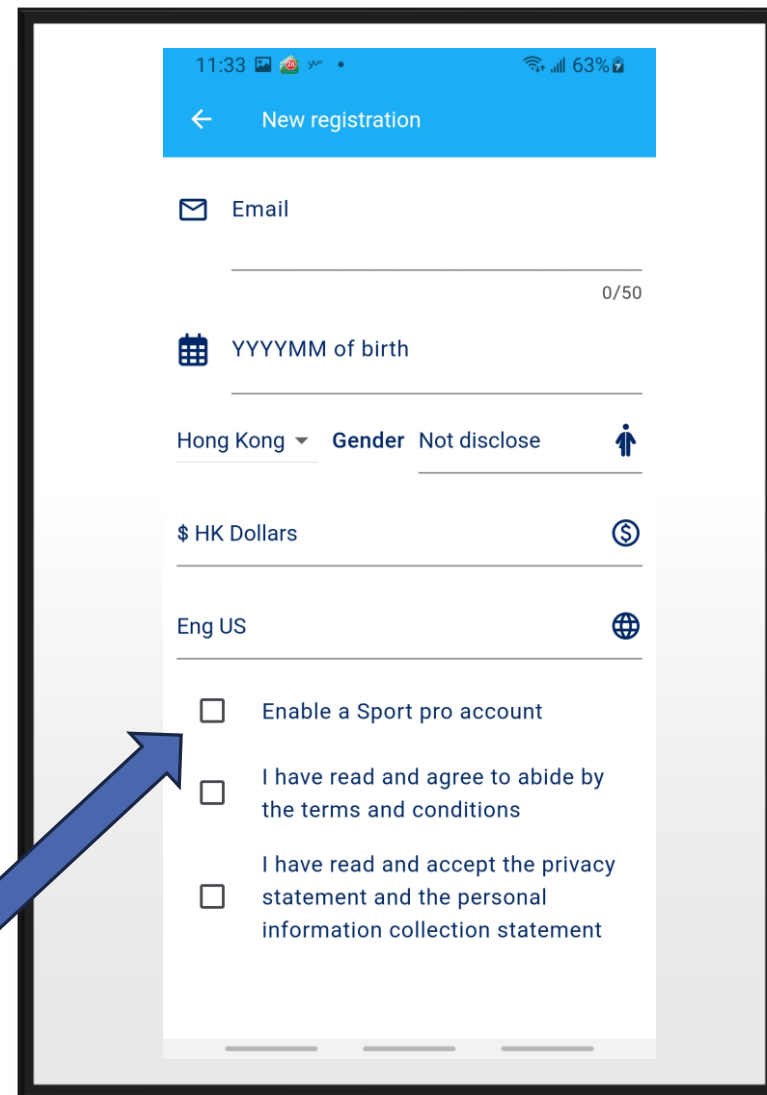 11:33 63%
New registration
Email
0/50
YYYYMM of birth
Hong Kong Gender Not disclose
$ HK Dollars
Eng US
Enable a Sport pro account
I have read and agree to abide by
the terms and conditions
I have read and accept the privacy
statement and the personal
information collection statement